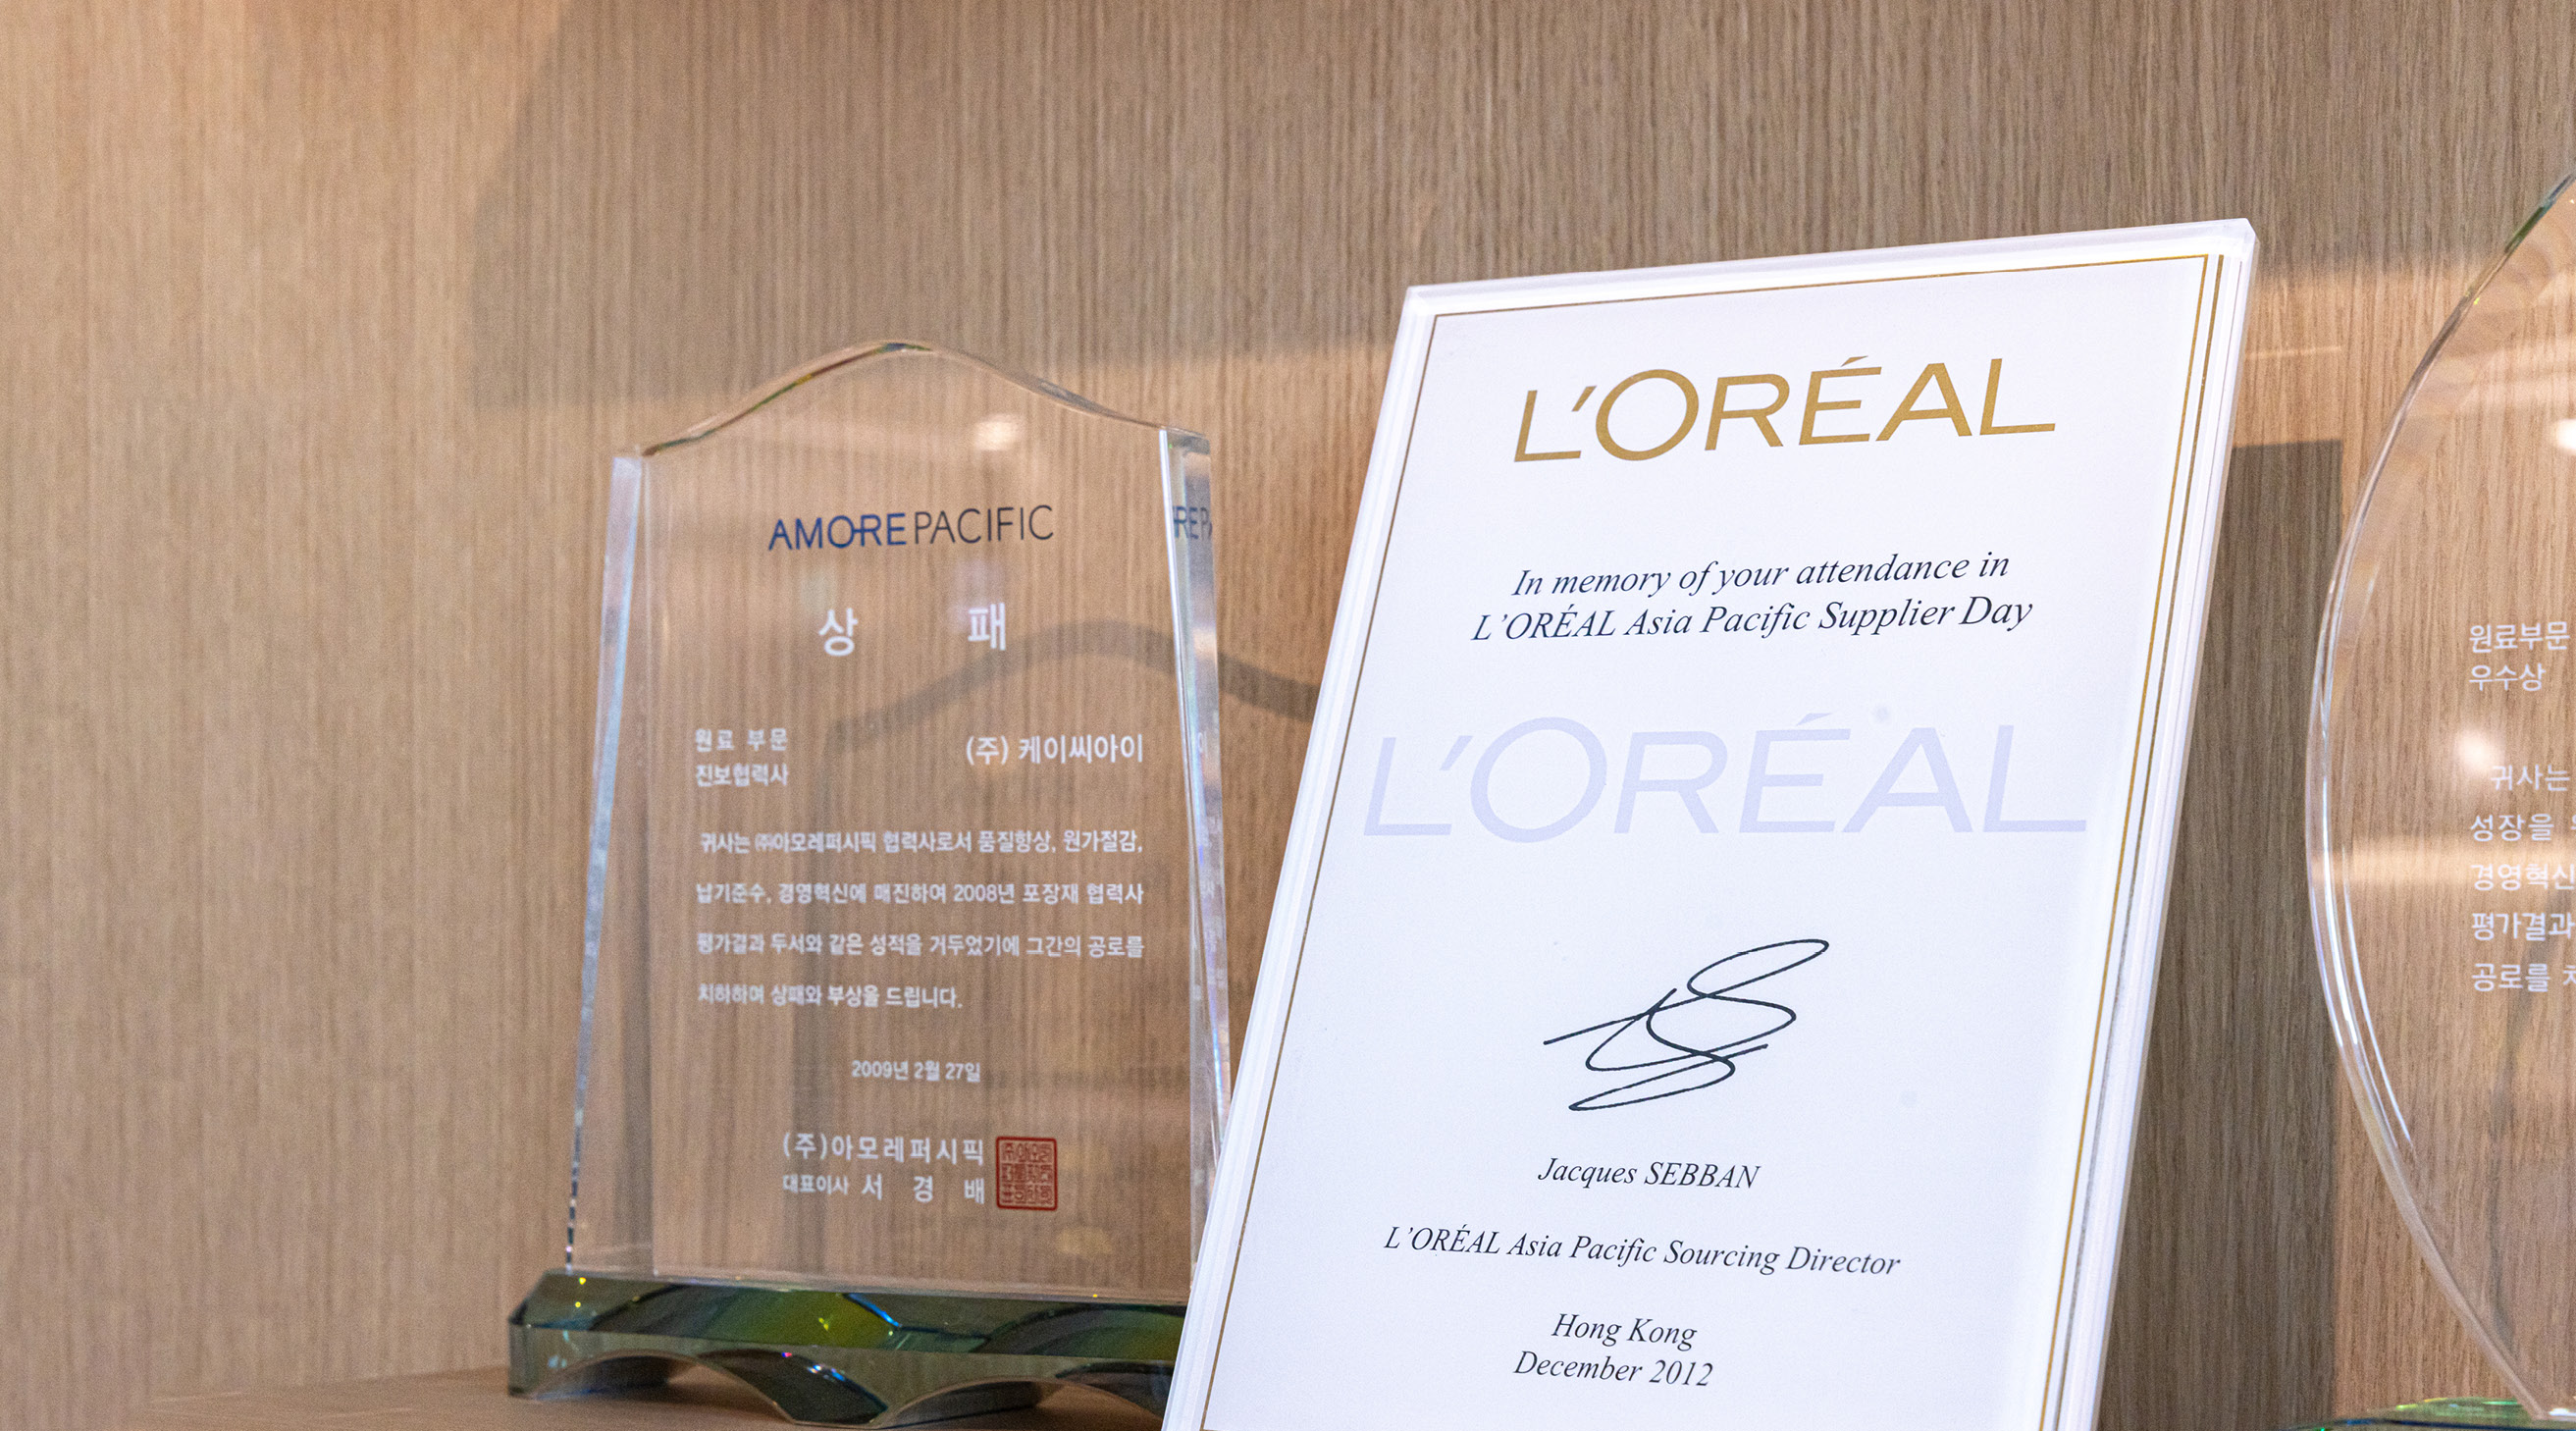 AMOREPACIFIC
상 패
원료 부문
진보협력사
(주) 케이씨아이
귀사는 ㈜아모레퍼시픽 협력사로서 품질향상, 원가절감,
납기준수, 경영혁신에 매진하여 2008년 포장재 협력사
평가결과 두서와 같은 성적을 거두었기에 그간의 공로를
치하하며 상패와 부상을 드립니다.
2009년 2월 27일
(주)아모레퍼시픽
대표이사 서 경 배
L'ORÉAL
In memory of your attendance in
L'ORÉAL Asia Pacific Supplier Day
L'ORÉAL
Jacques SEBBAN
L'ORÉAL Asia Pacific Sourcing Director
Hong Kong
December 2012
원료부문
우수상
귀사는
성장을
경영혁신
평가결과
공로를